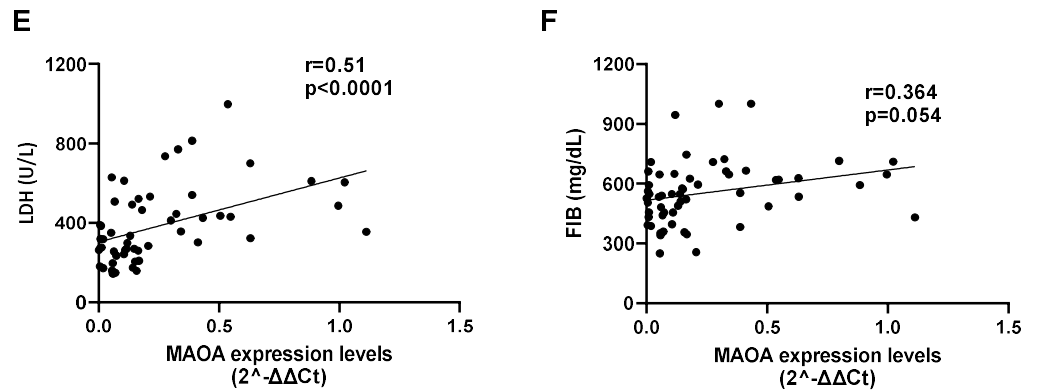 E
r=0.51
p<0.0001
1200
800
400
0
LDH (U/L)
0.0 0.5 1.0 1.5
MAOA expression levels
(2^-ΔΔCt)
F
r=0.364
p=0.054
1200
900
600
300
0
FIB (mg/dL)
0.0 0.5 1.0 1.5
MAOA expression levels
(2^-ΔΔCt)